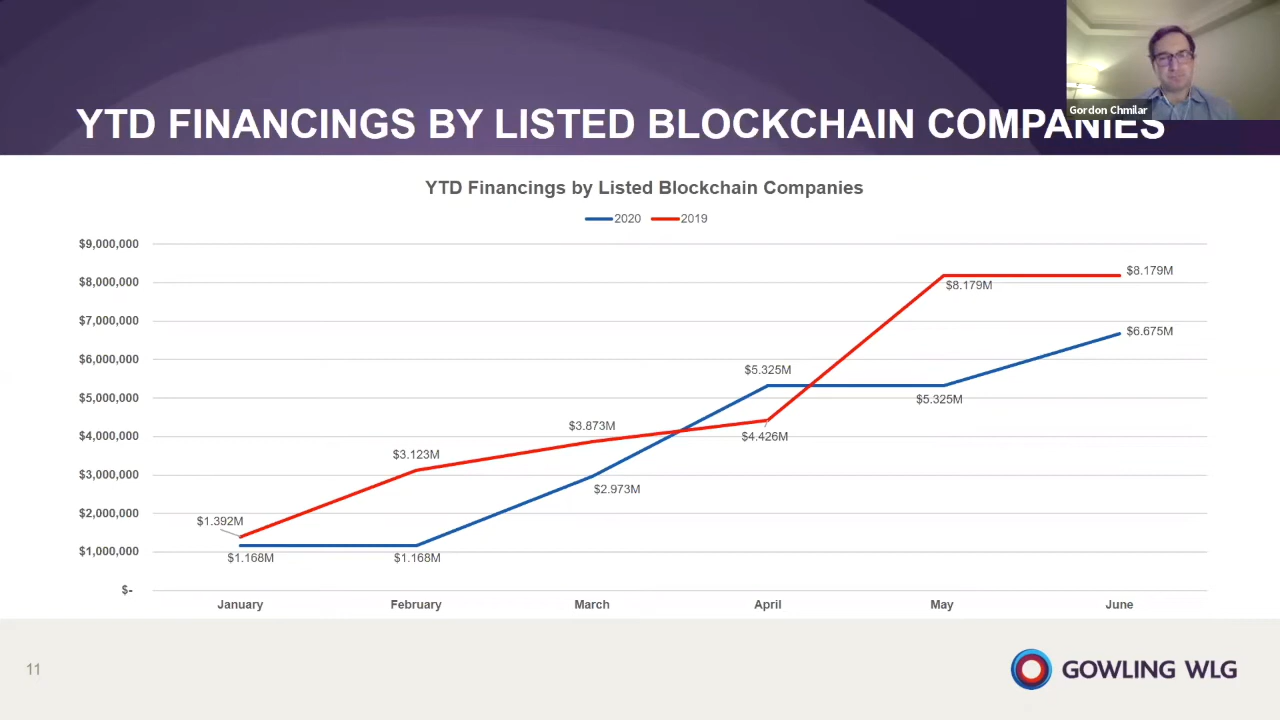 Gordon Chmilar
YTD FINANCINGS BY LISTED BLOCKCHAIN COMPANIES
YTD Financings by Listed Blockchain Companies
2020 2019
$9,000,000
$8,000,000
$7,000,000
$6,000,000
$5,000,000
$4,000,000
$3,000,000
$2,000,000
$1,000,000
$-
$1.392M
$3.123M
$3.873M
$4.426M
$8.179M
$8.179M
$1.168M
$1.168M
$2.973M
$5.325M
$5.325M
$6.675M
January February March April May June
11
GOWLING WLG